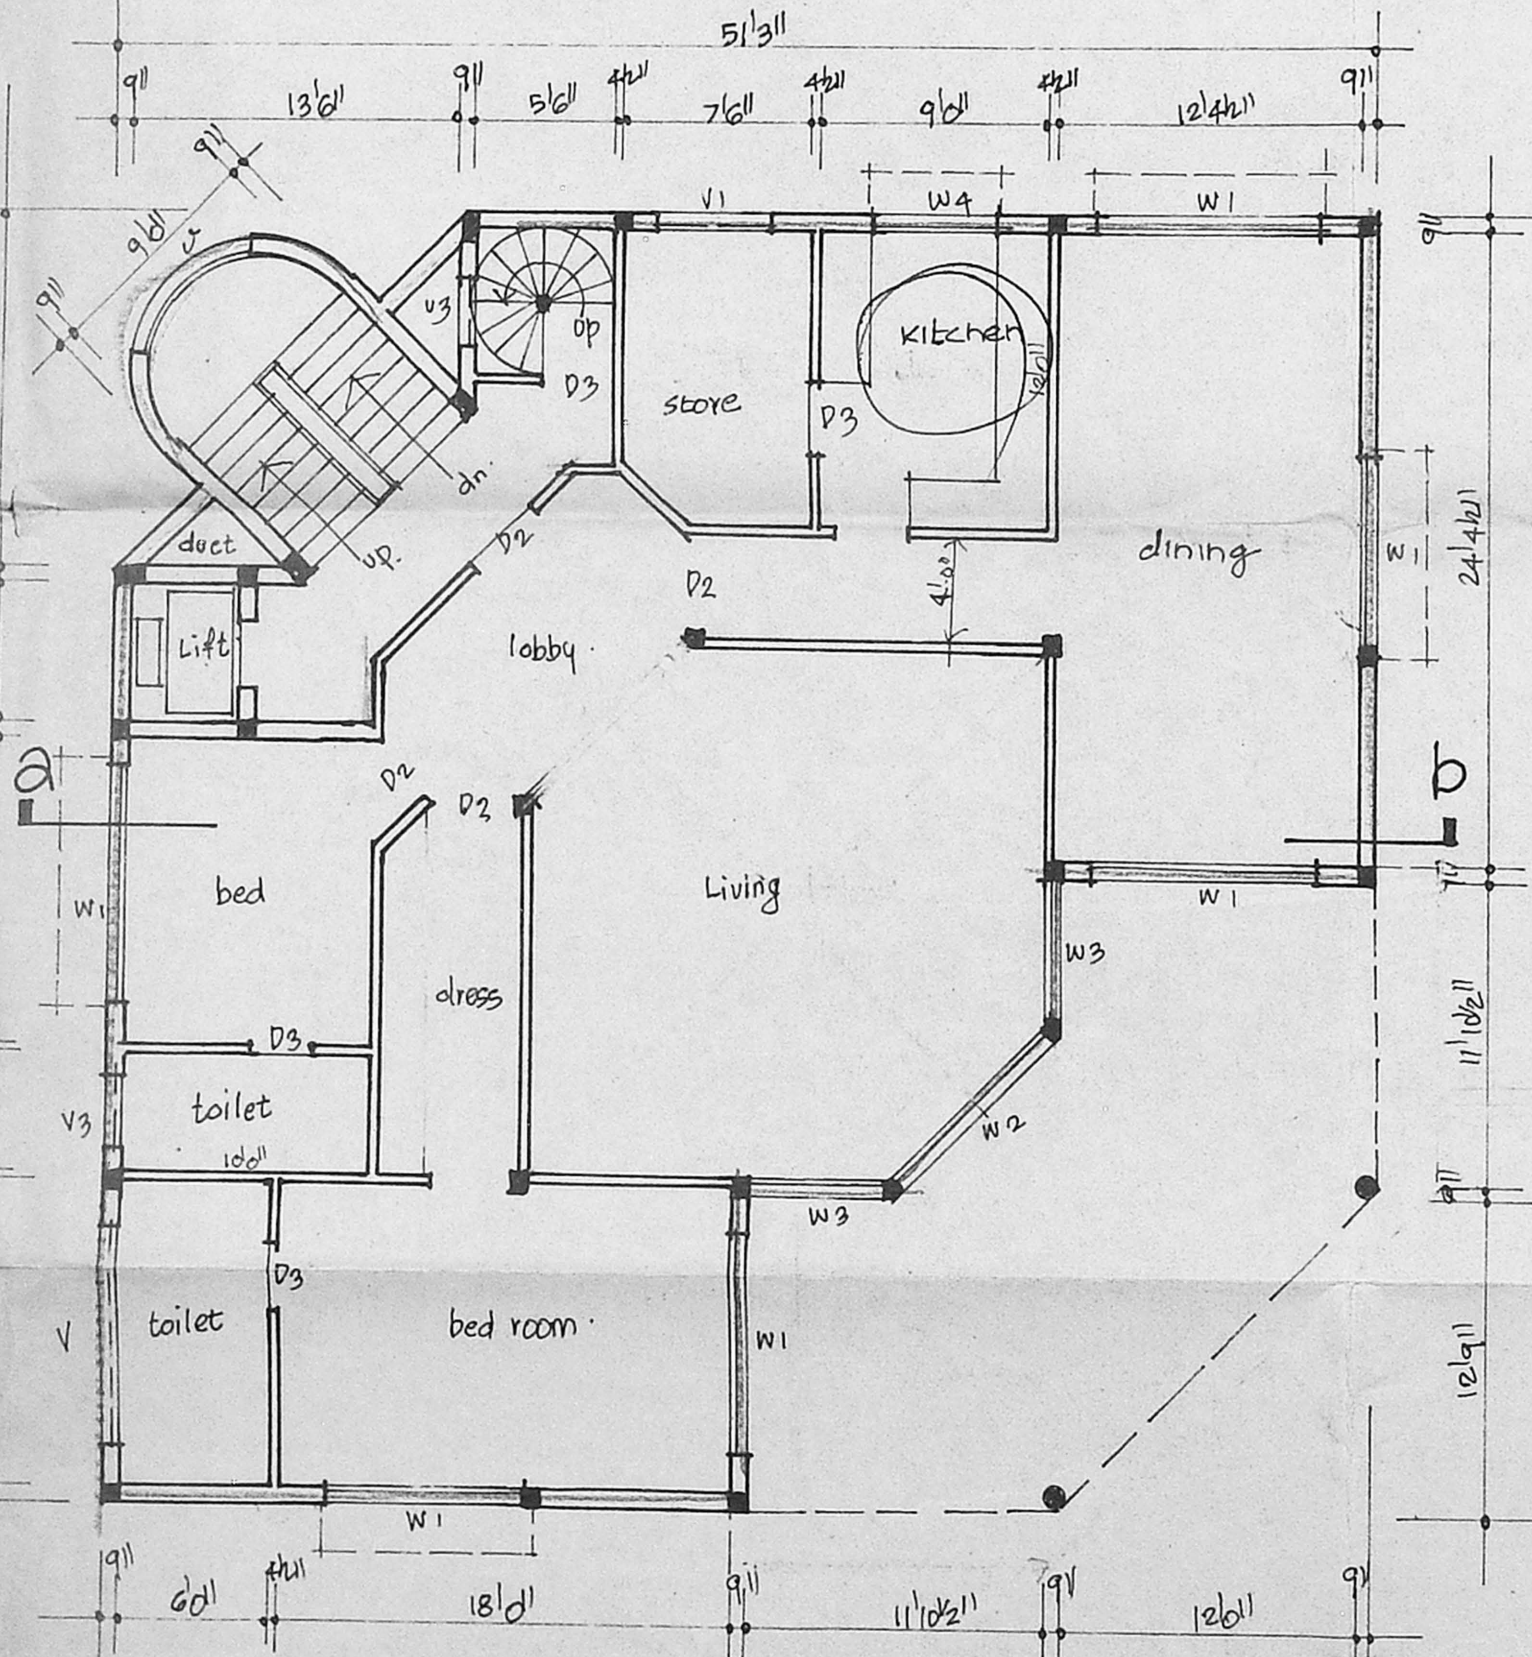 51'3"
9" 13'6" 9" 5'6" 4½" 7'6" 4½" 9'0" 4½" 12'4½" 9"
9"
9'0"
9"
V
V1
W4
W1
9"
V3
up
D3
store
D3
kitchen
12'0"
dn.
up.
duct
D2
dining
W1
24'4½"
Lift
lobby.
D2
4'.0"
a
b
D2
D2
bed
Living
W1
W1
W3
dress
11'10½"
D3
toilet
V3
10'0"
W2
W3
9"
D3
toilet
V
bed room.
W1
12'9"
W1
9" 6'0" 4½" 18'0" 9" 11'10½" 9" 12'0" 9"